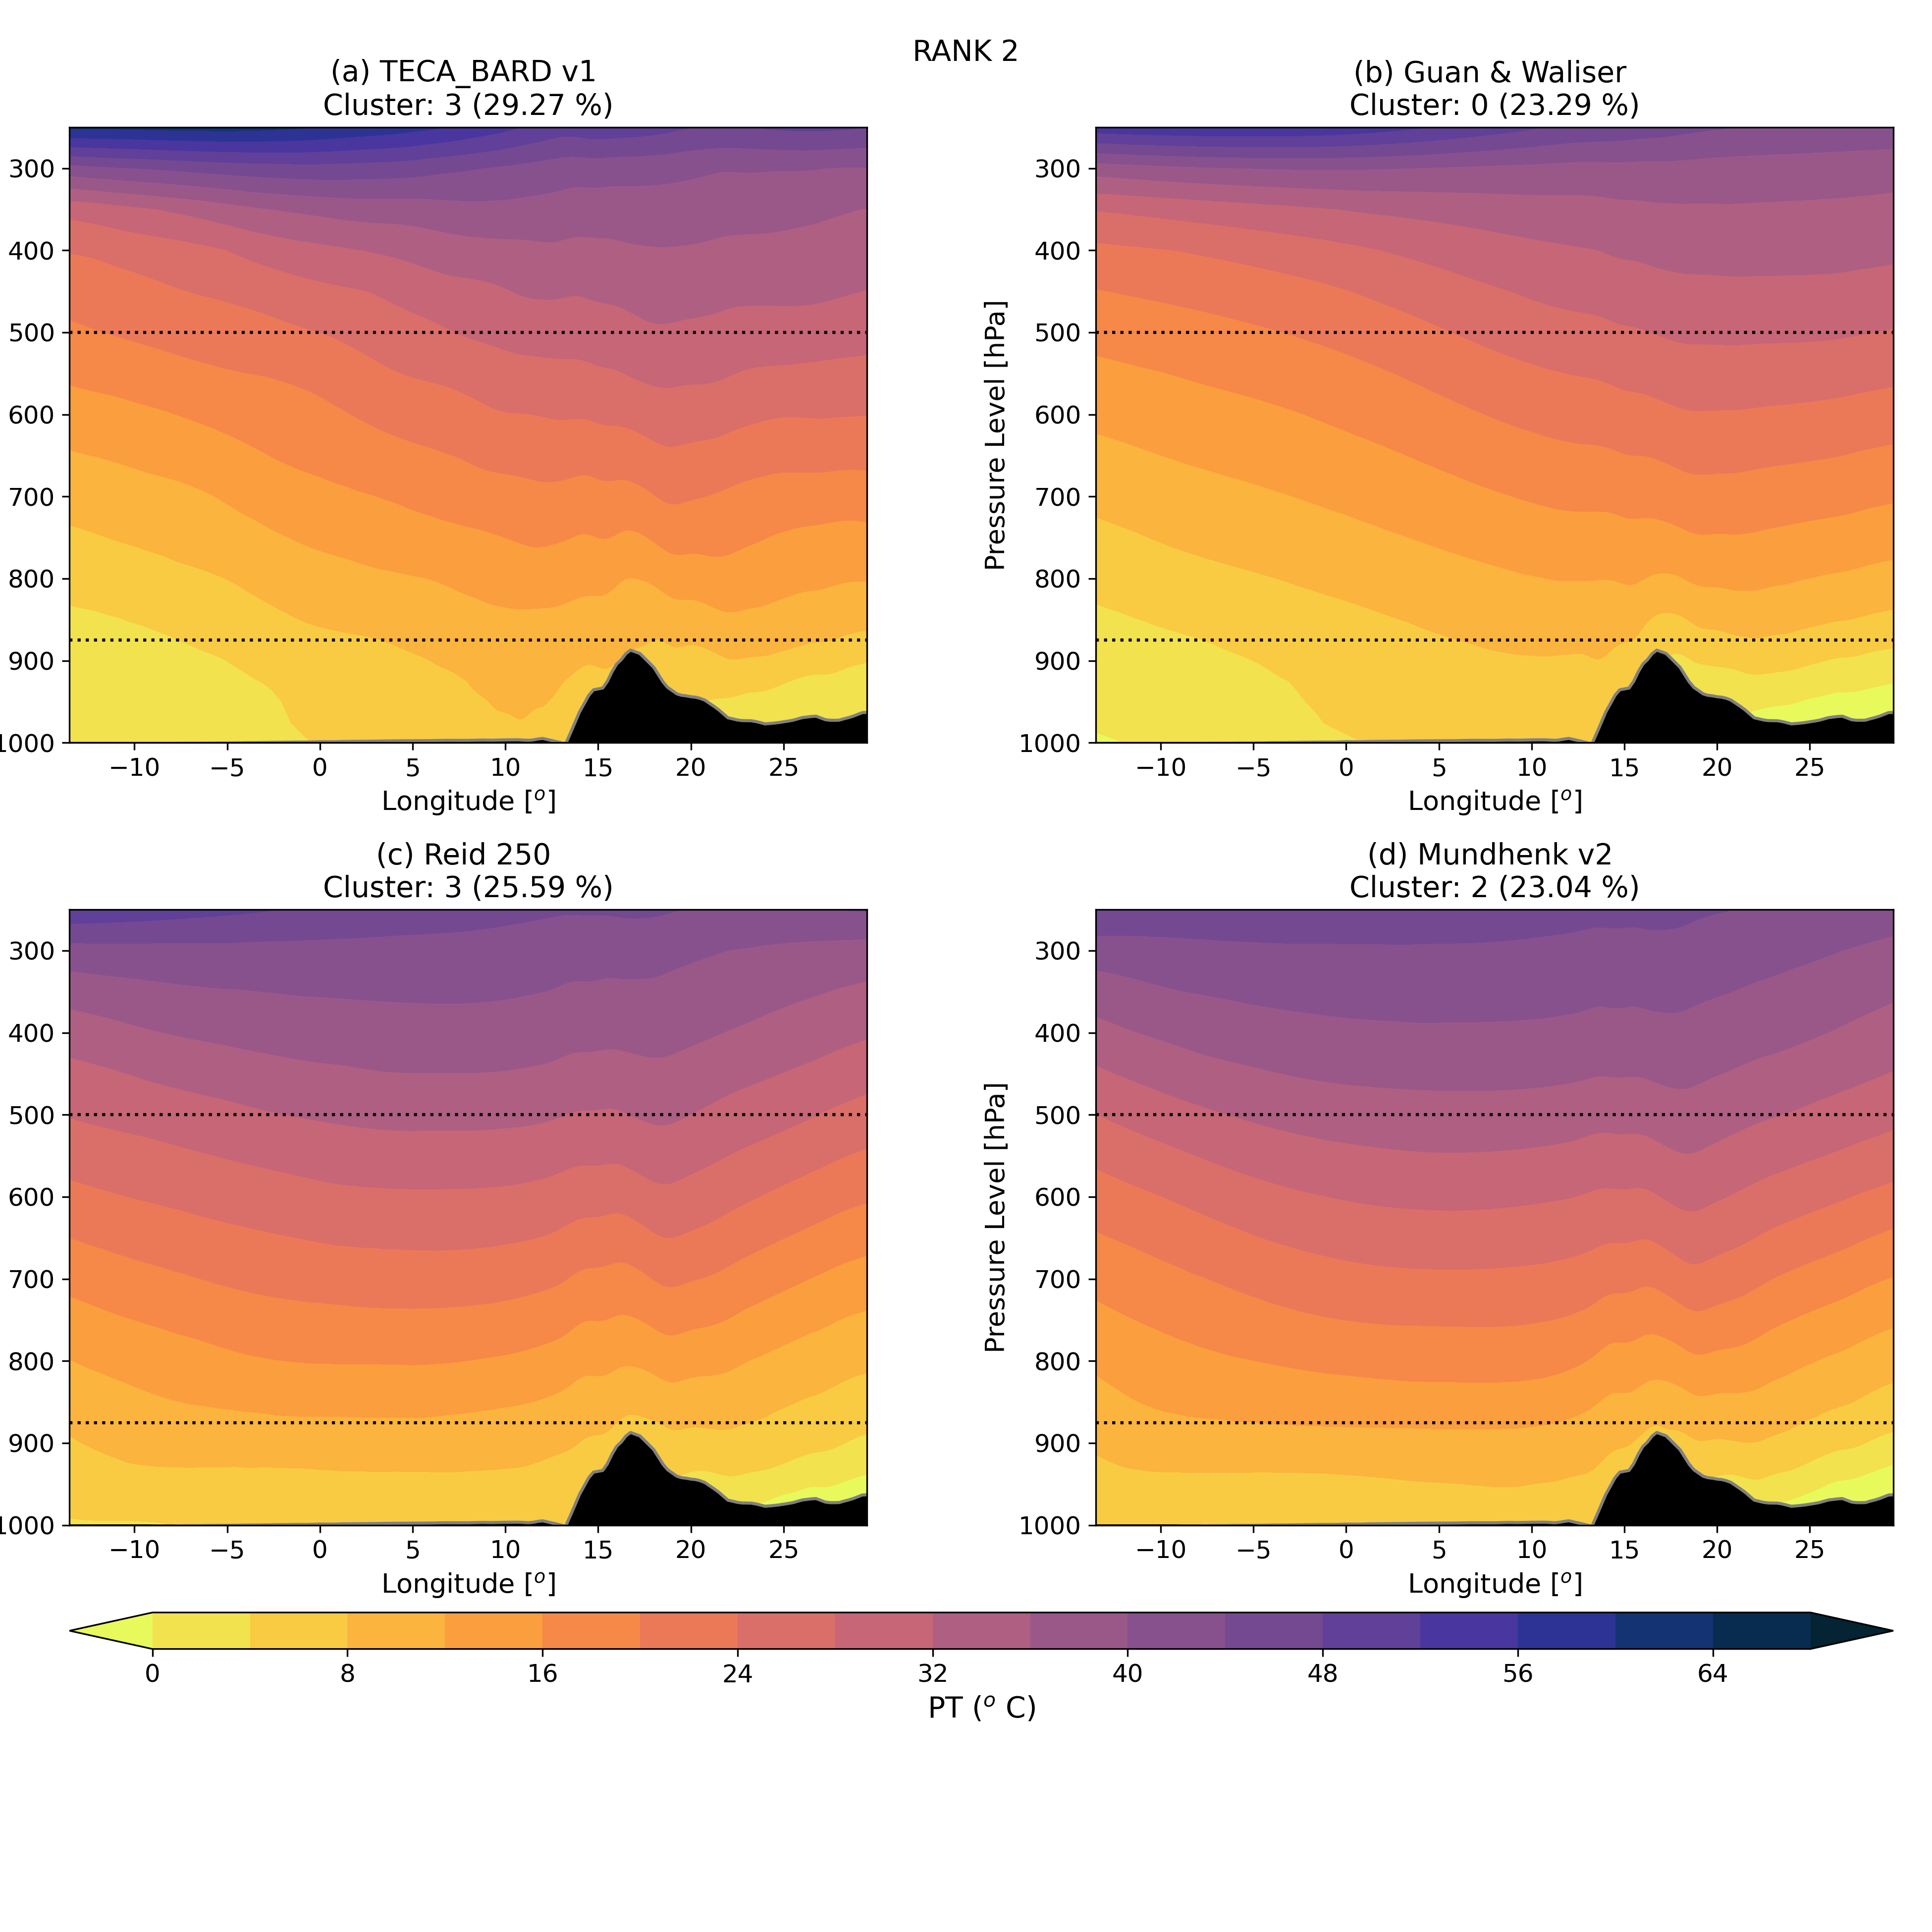 RANK 2
(a) TECA_BARD v1
Cluster: 3 (29.27 %)
300
400
500
600
700
800
900
1000
−10 −5 0 5 10 15 20 25
Longitude [o]
(b) Guan & Waliser
Cluster: 0 (23.29 %)
Pressure Level [hPa]
300
400
500
600
700
800
900
1000
−10 −5 0 5 10 15 20 25
Longitude [o]
(c) Reid 250
Cluster: 3 (25.59 %)
300
400
500
600
700
800
900
1000
−10 −5 0 5 10 15 20 25
Longitude [o]
(d) Mundhenk v2
Cluster: 2 (23.04 %)
Pressure Level [hPa]
300
400
500
600
700
800
900
1000
−10 −5 0 5 10 15 20 25
Longitude [o]
0 8 16 24 32 40 48 56 64
PT (o C)